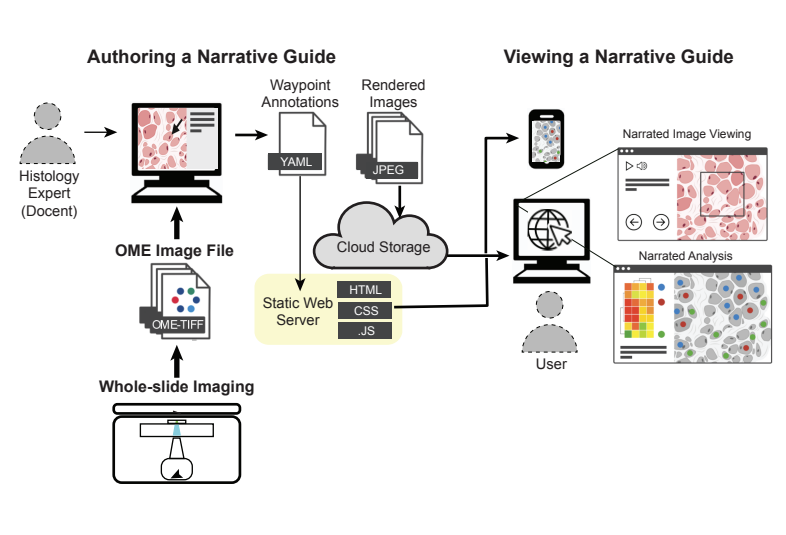 Authoring a Narrative Guide
Viewing a Narrative Guide
Waypoint
Annotations
Rendered
Images
YAML
JPEG
Histology
Expert
(Docent)
OME Image File
OME-TIFF
Whole-slide Imaging
Cloud Storage
Static Web
Server
HTML
CSS
.JS
User
Narrated Image Viewing
Narrated Analysis